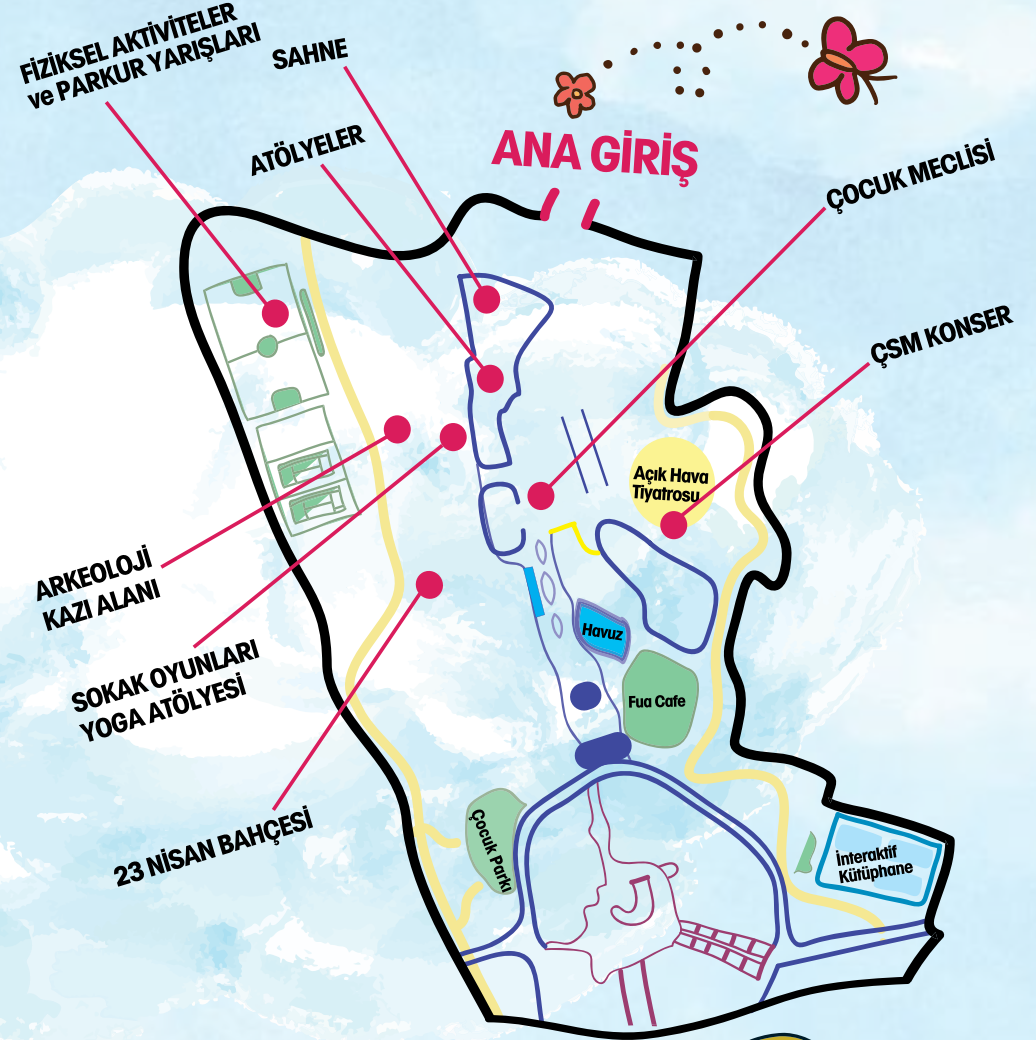 FİZİKSEL AKTİVİTELER
ve PARKUR YARIŞLARI
SAHNE
ATÖLYELER
ANA GİRİŞ
ÇOCUK MECLİSİ
ÇSM KONSER
Açık Hava
Tiyatrosu
ARKEOLOJİ
KAZI ALANI
SOKAK OYUNLARI
YOGA ATÖLYESİ
Havuz
Fua Cafe
23 NİSAN BAHÇESİ
Çocuk Parkı
İnteraktif
Kütüphane